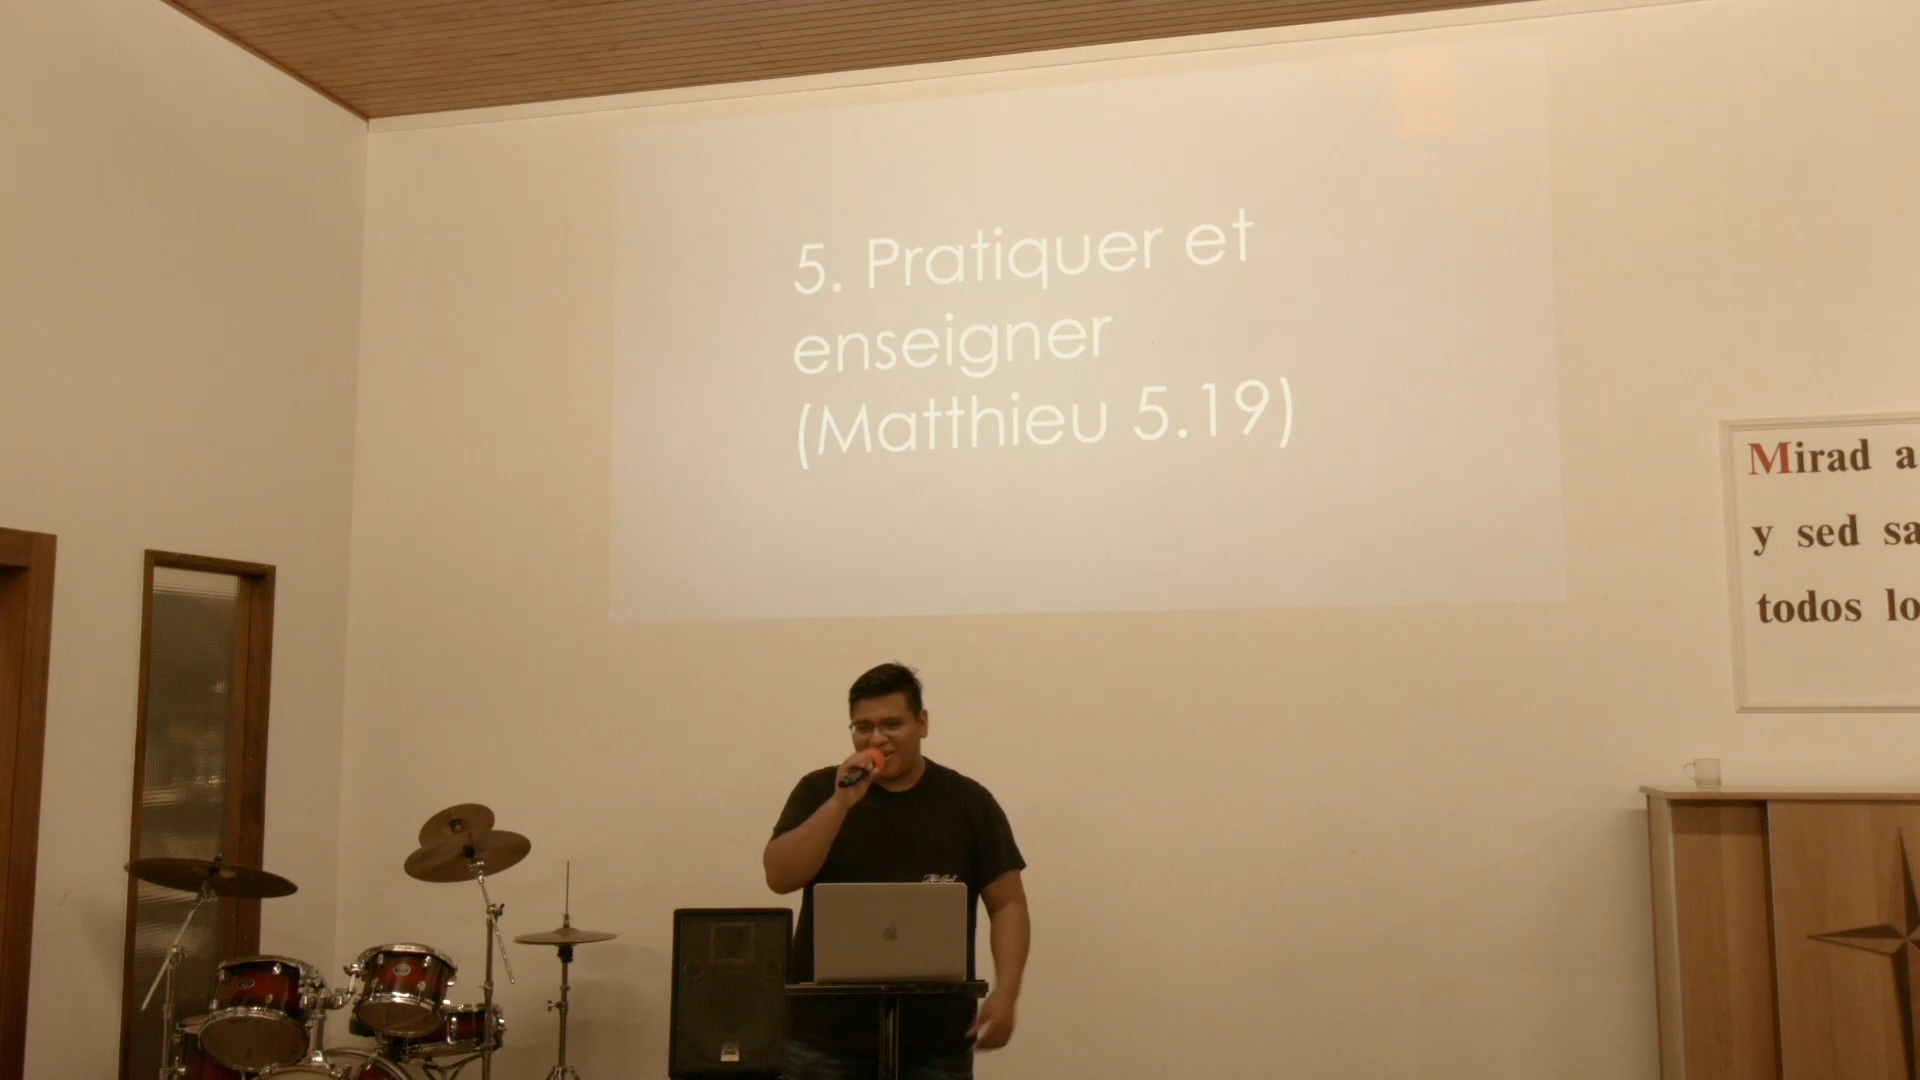 5. Pratiquer et
enseigner
(Matthieu 5.19)
Mirad a
y sed sa
todos lo